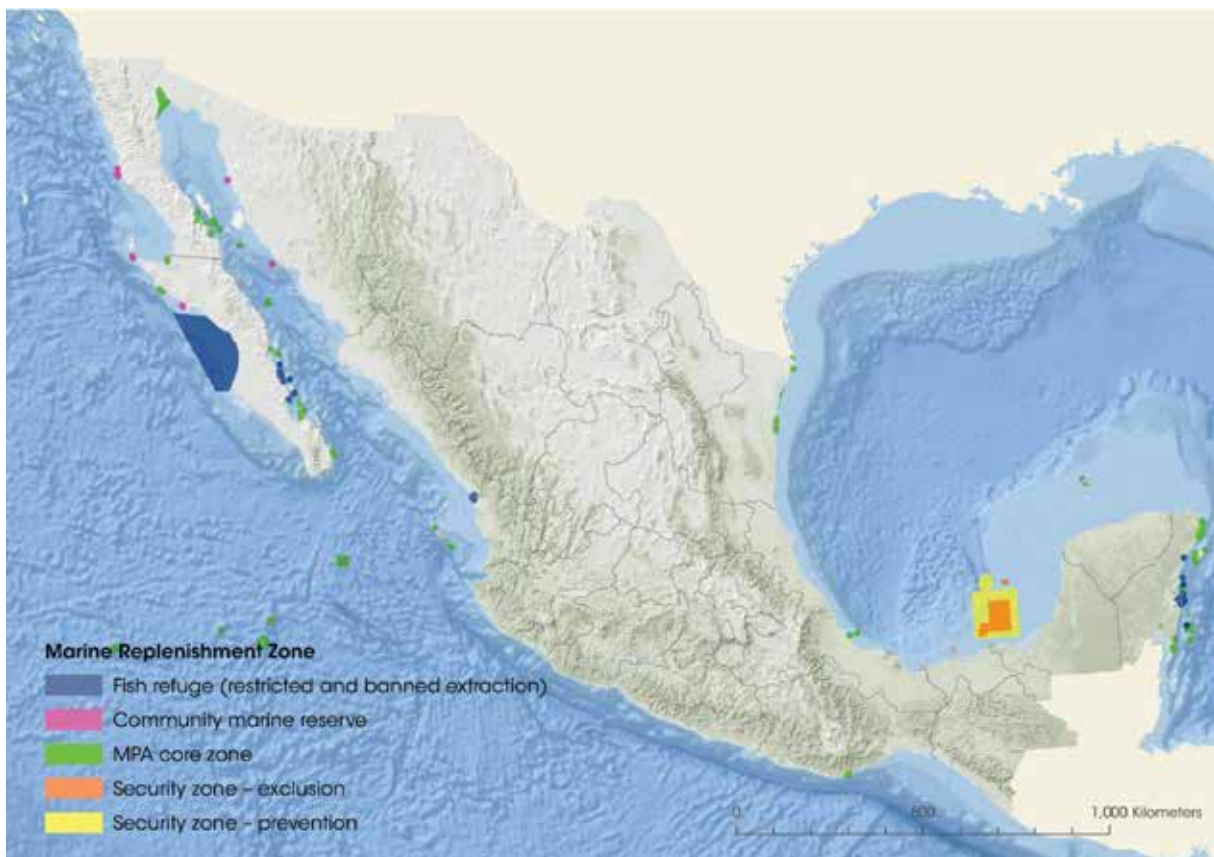 Marine Replenishment Zone
Fish refuge (restricted and banned extraction)
Community marine reserve
MPA core zone
Security zone – exclusion
Security zone – prevention
0 500 1,000 Kilometers